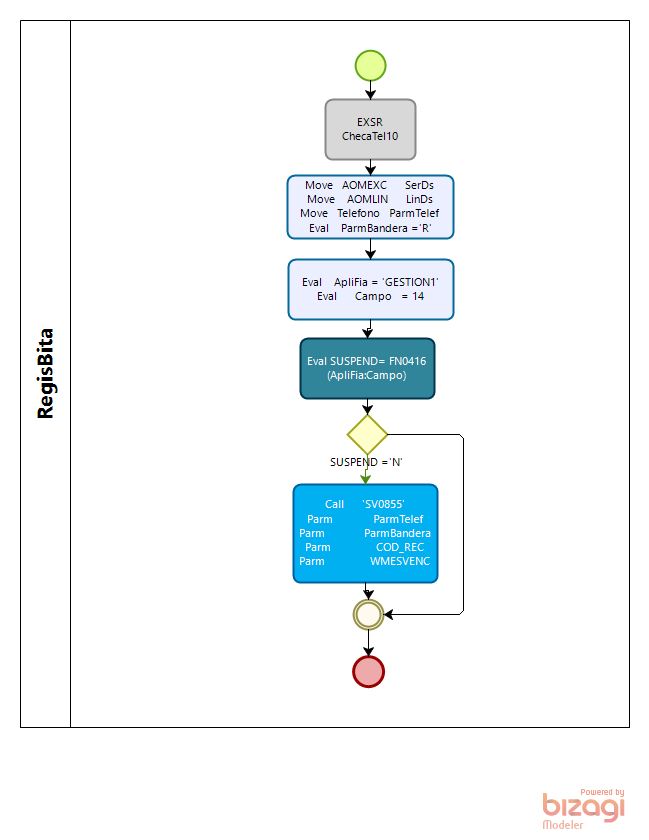 RegisBita
EXSR
ChecaTel10
Move AOMEXC SerDs
Move AOMLIN LinDs
Move Telefono ParmTelef
Eval ParmBandera ='R'
Eval ApliFia = 'GESTION1'
Eval Campo = 14
Eval SUSPEND= FN0416
(ApliFia:Campo)
SUSPEND ='N'
Call 'SV0855'
Parm ParmTelef
Parm ParmBandera
Parm COD_REC
Parm WMESVENC
Powered by
bizagi
Modeler